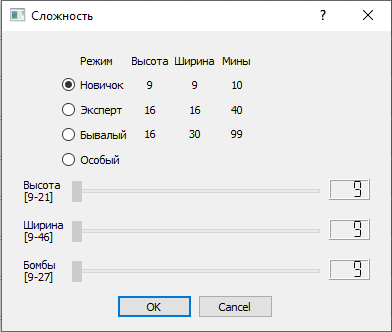 Сложность
Режим Высота Ширина Мины
Новичок 9 9 10
Эксперт 16 16 40
Бывалый 16 30 99
Особый
Высота
[9-21] 9
Ширина
[9-46] 9
Бомбы
[9-27] 9
OK Cancel